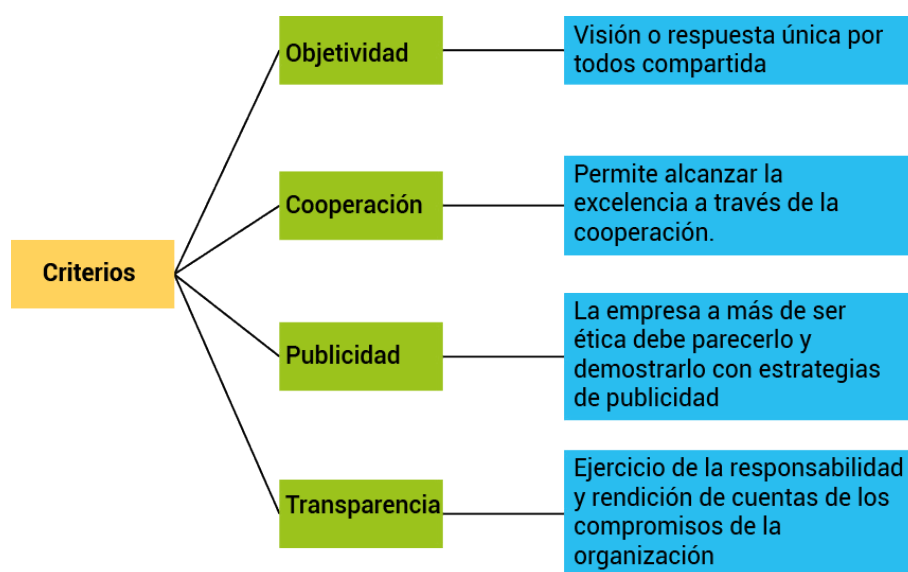 Criterios
Objetividad
Visión o respuesta única por
todos compartida
Cooperación
Permite alcanzar la
excelencia a través de la
cooperación.
Publicidad
La empresa a más de ser
ética debe parecerlo y
demostrarlo con estrategias
de publicidad
Transparencia
Ejercicio de la responsabilidad
y rendición de cuentas de los
compromisos de la
organización